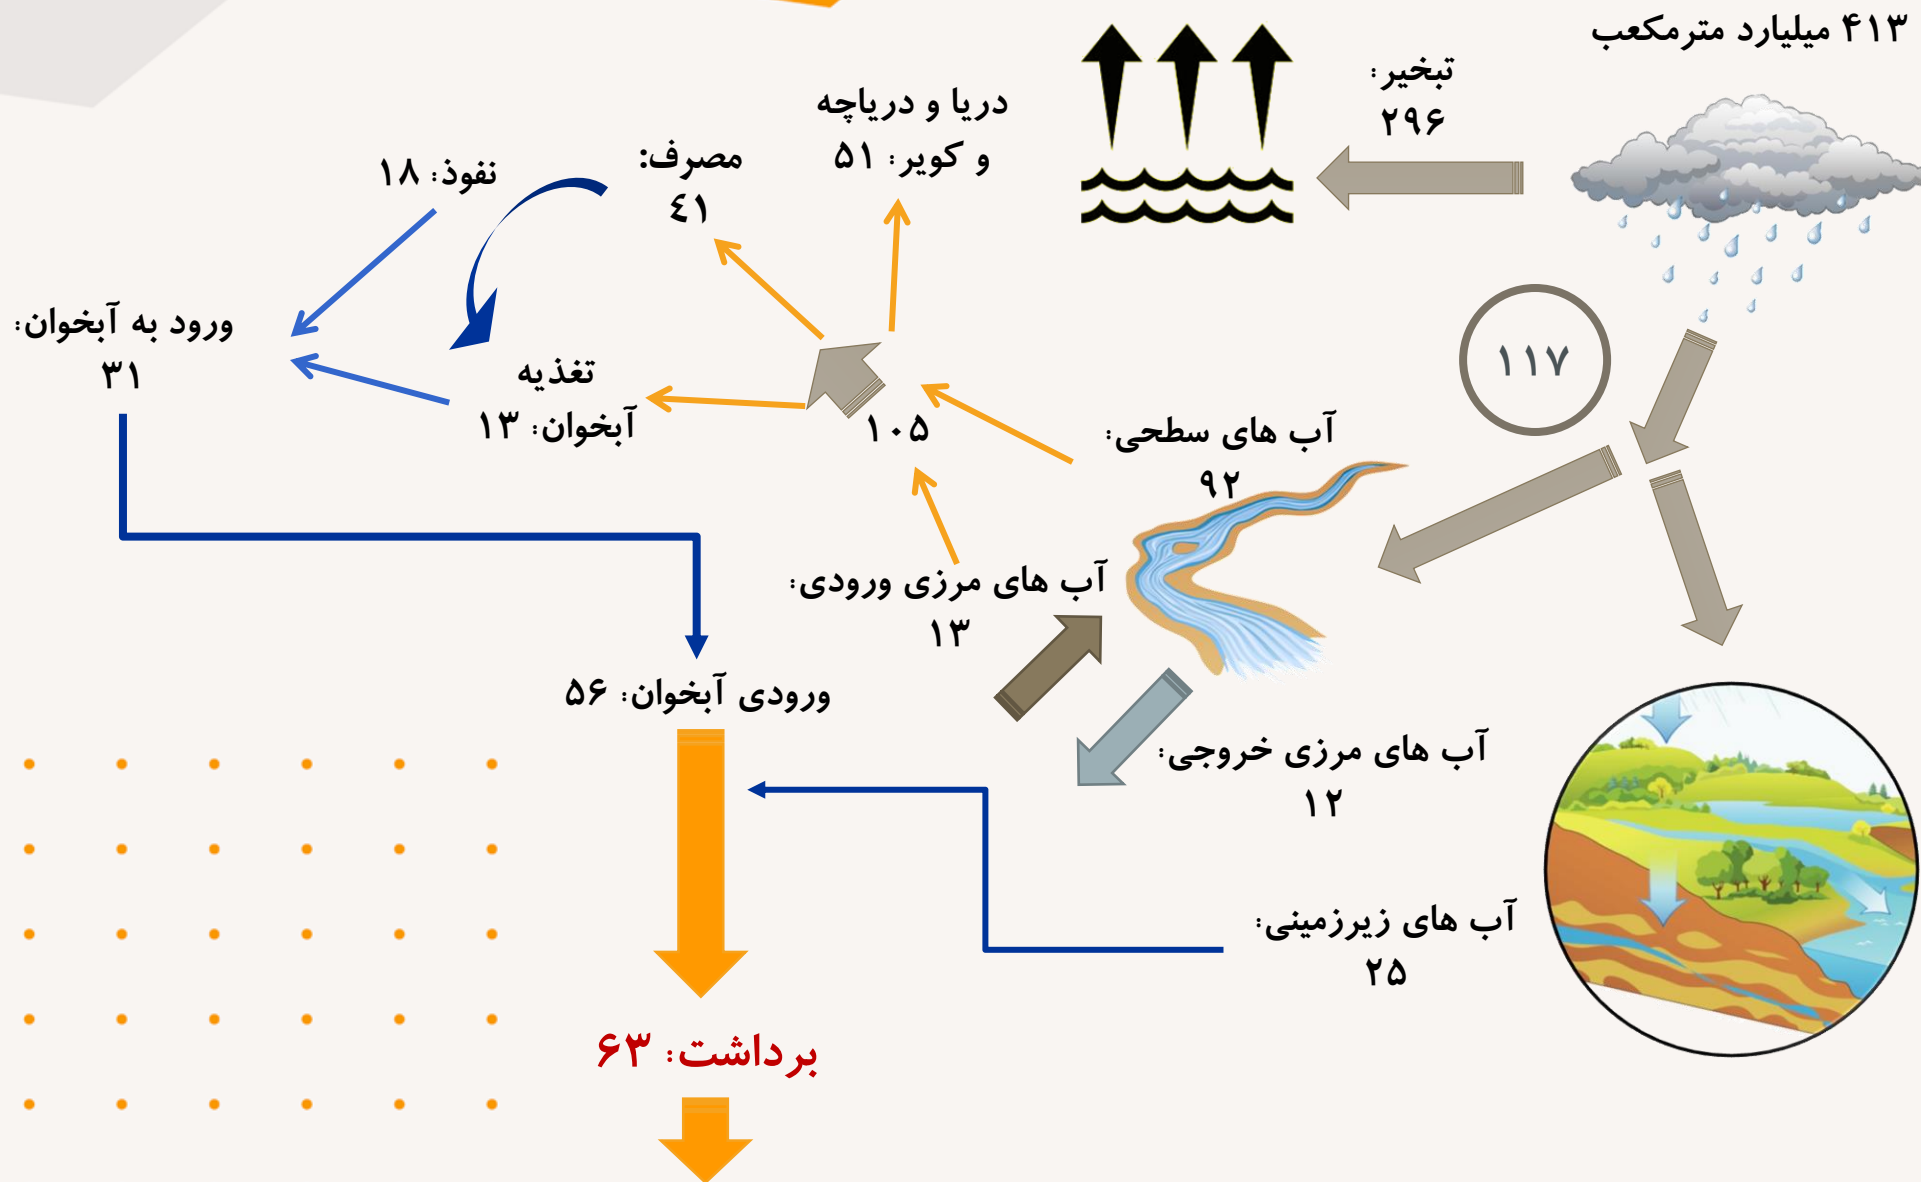 ۴۱۳ میلیارد مترمکعب
تبخیر:
۲۹۶
دریا و دریاچه
و کویر: ۵۱
مصرف:
٤١
نفوذ: ۱۸
ورود به آبخوان:
۳۱
تغذیه
آبخوان: ۱۳
۱۰۵
۱۱۷
آب های سطحی:
۹۲
آب های مرزی ورودی:
۱۳
ورودی آبخوان: ۵۶
آب های مرزی خروجی:
۱۲
آب های زیرزمینی:
۲۵
برداشت: ۶۳